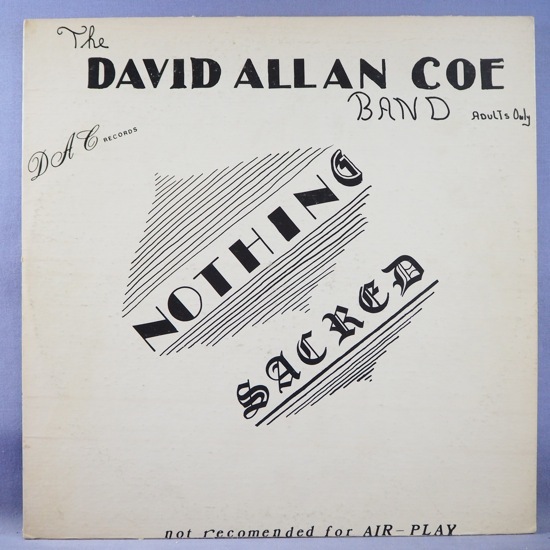 The
DAVID ALLAN COE
BAND ADULTS Only
DAC RECORDS
NOTHING
SACRED
not recomended for AIR-PLAY